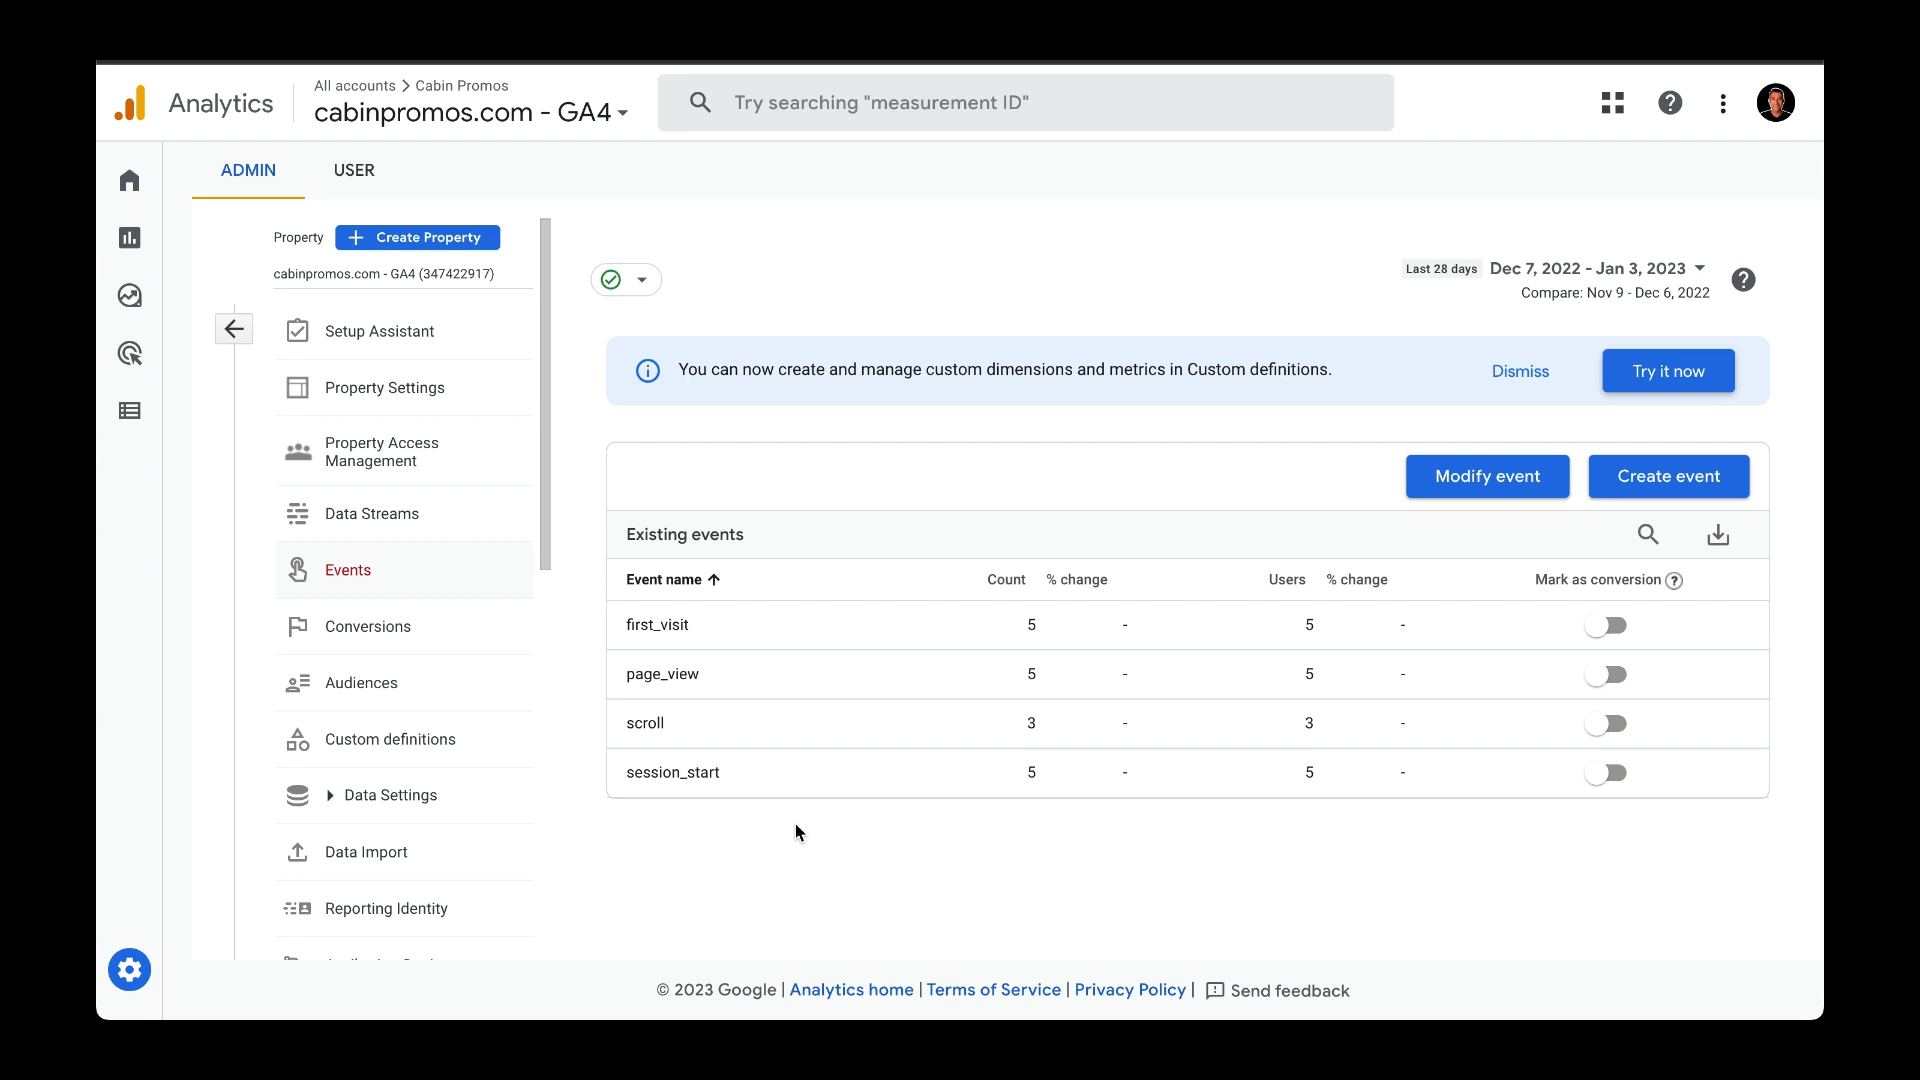 Analytics
All accounts > Cabin Promos
cabinpromos.com - GA4
Try searching "measurement ID"
ADMIN
USER
Property
Create Property
cabinpromos.com - GA4 (347422917)
Setup Assistant
Property Settings
Property Access
Management
Data Streams
Events
Conversions
Audiences
Custom definitions
Data Settings
Data Import
Reporting Identity
Last 28 days Dec 7, 2022 - Jan 3, 2023
Compare: Nov 9 - Dec 6, 2022
You can now create and manage custom dimensions and metrics in Custom definitions.
Dismiss
Try it now
Modify event
Create event
Existing events
Event name Count % change Users % change Mark as conversion
first_visit 5 - 5 -
page_view 5 - 5 -
scroll 3 - 3 -
session_start 5 - 5 -
© 2023 Google | Analytics home | Terms of Service | Privacy Policy | Send feedback